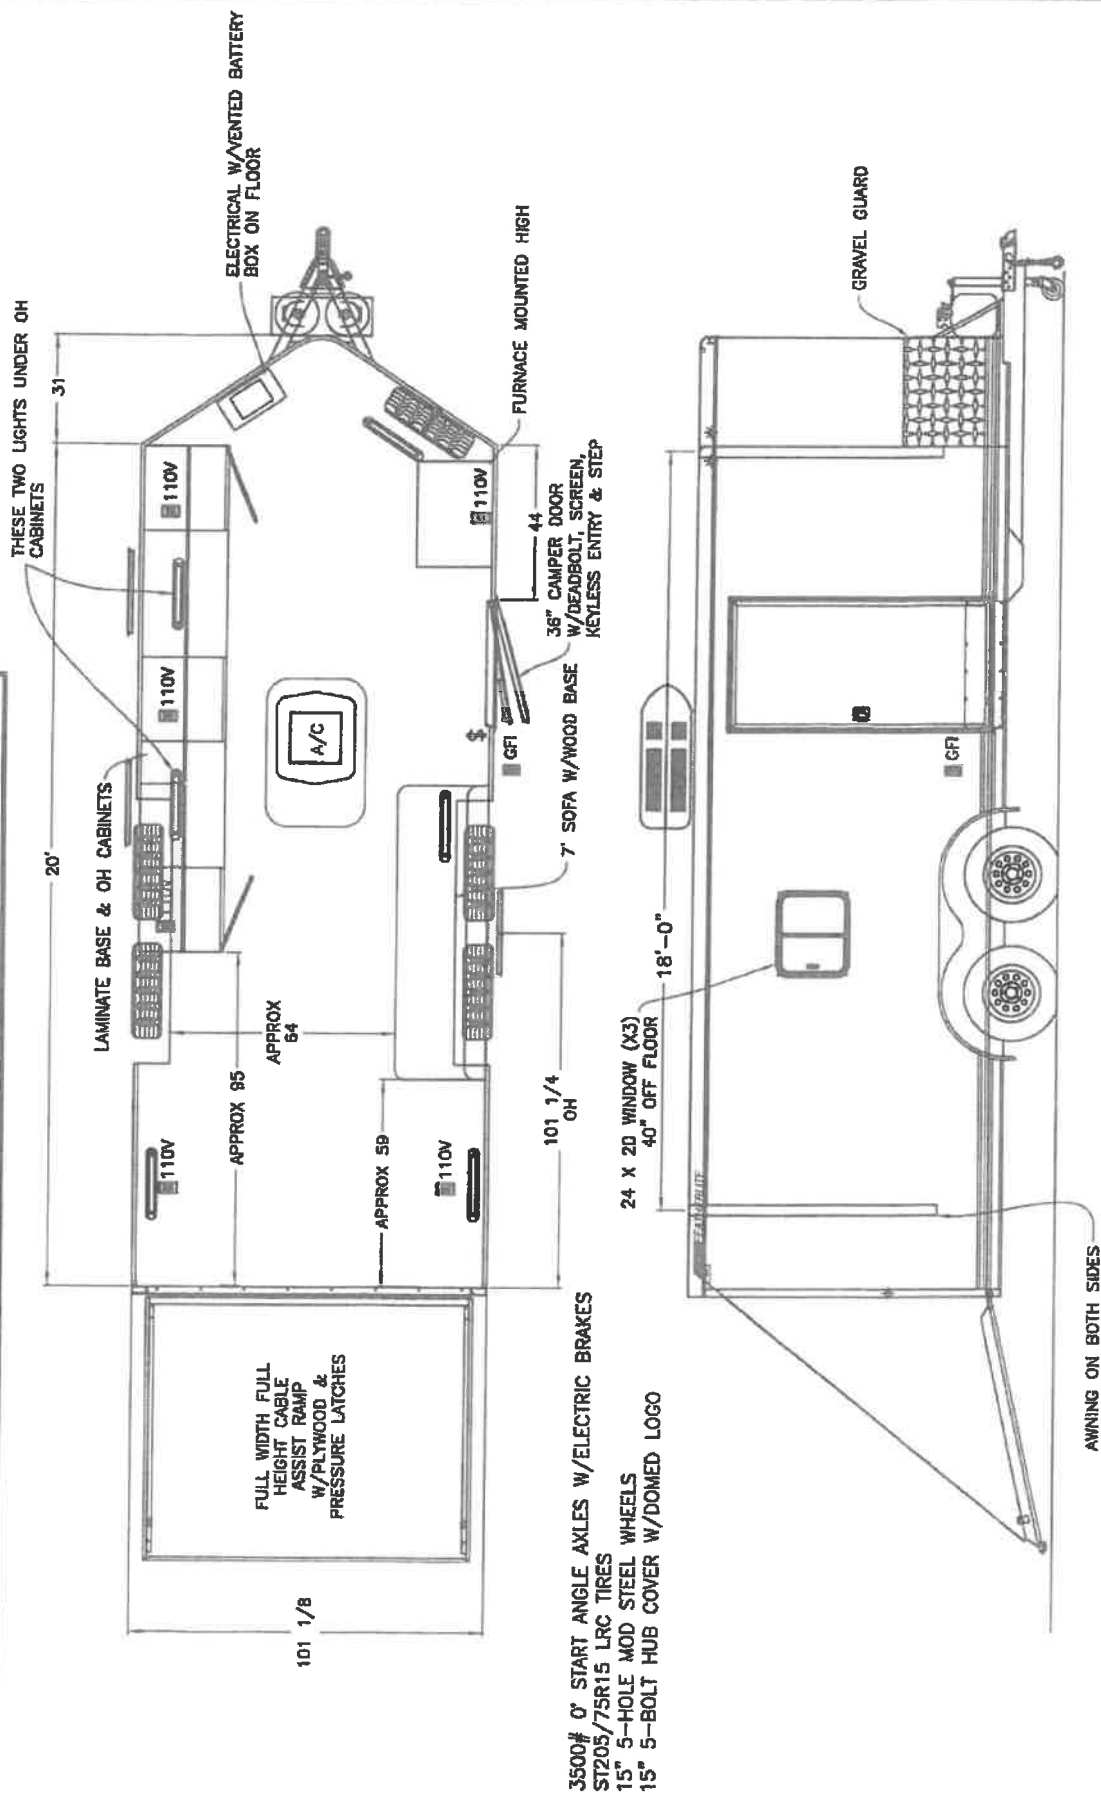 THESE TWO LIGHTS UNDER OH
CABINETS
20'
31
ELECTRICAL W/VENTED BATTERY
BOX ON FLOOR
LAMINATE BASE & OH CABINETS
110V
110V
110V
110V
110V
A/C
APPROX 95
APPROX
64
APPROX 59
101 1/4
OH
44
$
GFI
FURNACE MOUNTED HIGH
36" CAMPER DOOR
W/DEADBOLT, SCREEN,
KEYLESS ENTRY & STEP
7' SOFA W/WOOD BASE
FULL WIDTH FULL
HEIGHT CABLE
ASSIST RAMP
W/PLYWOOD &
PRESSURE LATCHES
101 1/8
3500# 0° START ANGLE AXLES W/ELECTRIC BRAKES
ST205/75R15 LRC TIRES
15" 5-HOLE MOD STEEL WHEELS
15" 5-BOLT HUB COVER W/DOMED LOGO
24 X 20 WINDOW (X3)
40" OFF FLOOR
18'-0"
GRAVEL GUARD
FEATHERLITE
GFI
AWNING ON BOTH SIDES